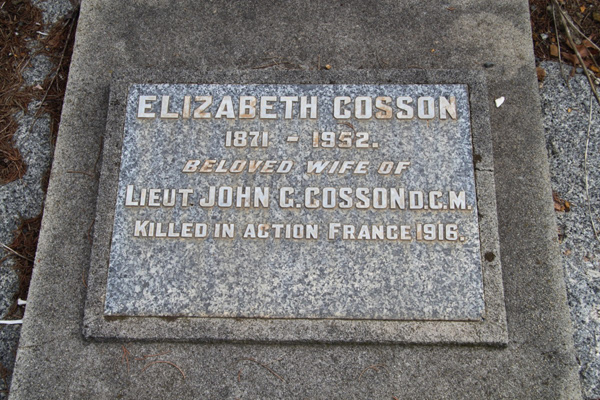 ELIZABETH COSSON
1871 - 1952.
BELOVED WIFE OF
LIEUT. JOHN C. COSSON D.C.M.
KILLED IN ACTION FRANCE 1916.